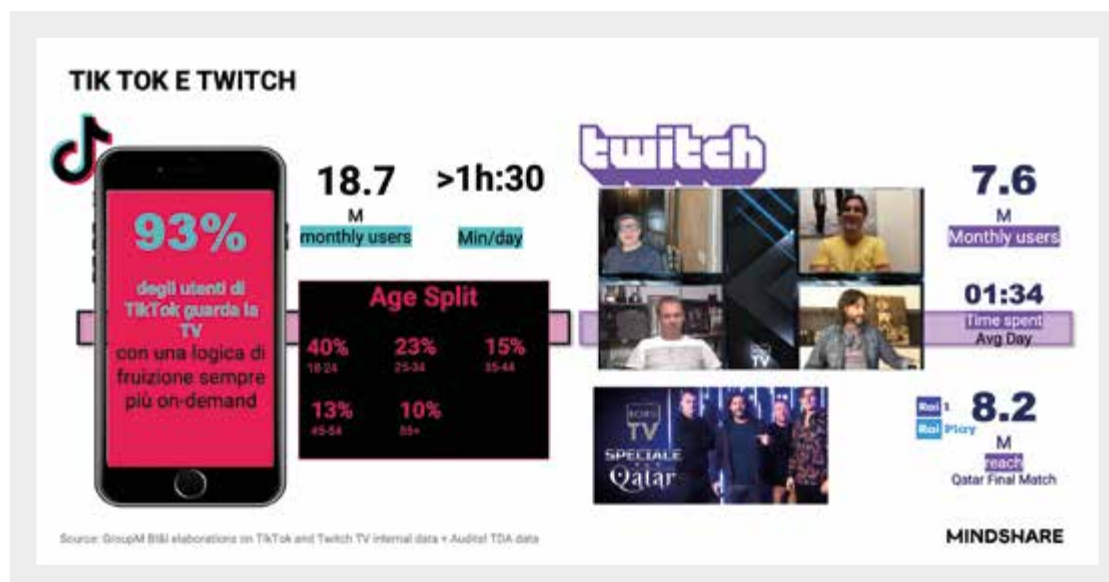 TIK TOK E TWITCH
93%
degli utenti di
TikTok guarda la
TV
con una logica di
fruizione sempre
più on-demand
18.7
M
monthly users
>1h:30
Min/day
Age Split
40%
18-24
23%
25-34
15%
35-44
13%
45-54
10%
55+
twitch
TV
7.6
M
Monthly users
01:34
Time spent
Avg Day
TV
SPECIALE
Qatar
Rai 1
Rai Play
8.2
M
reach
Qatar Final Match
Source: GroupM BI&I elaborations on TikTok and Twitch TV internal data + Auditel TDA data
MINDSHARE